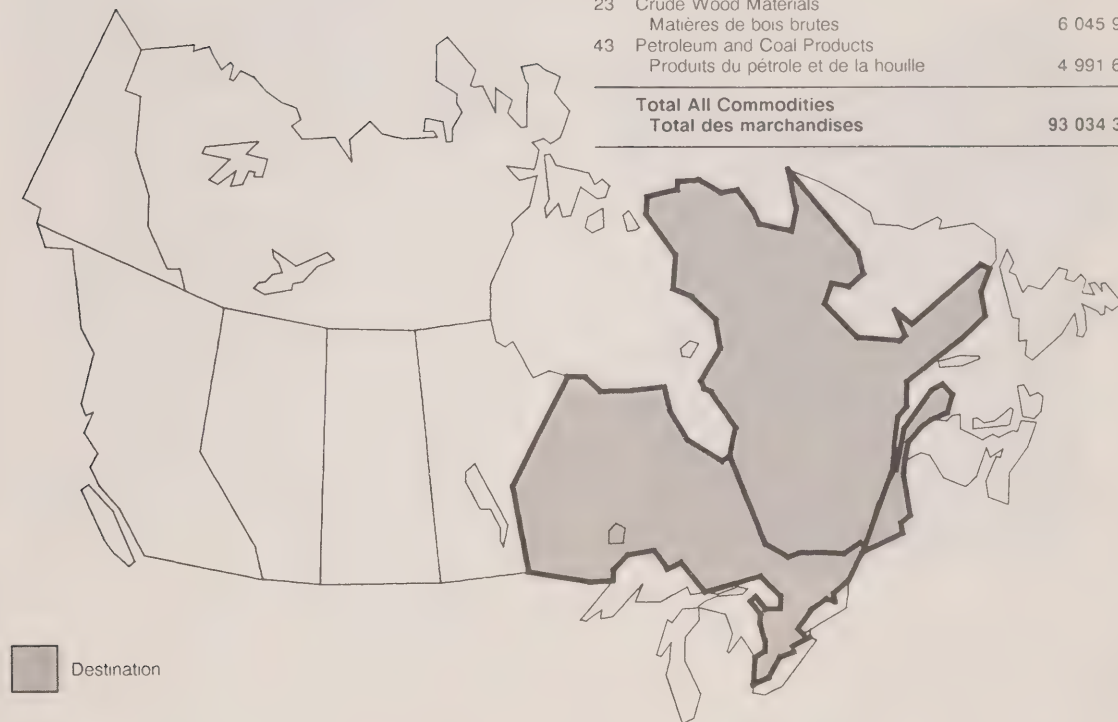 23 Crude Wood Materials
Matières de bois brutes 6 045 9
43 Petroleum and Coal Products
Produits du pétrole et de la houille 4 991 6
Total All Commodities
Total des marchandises 93 034 3
Destination